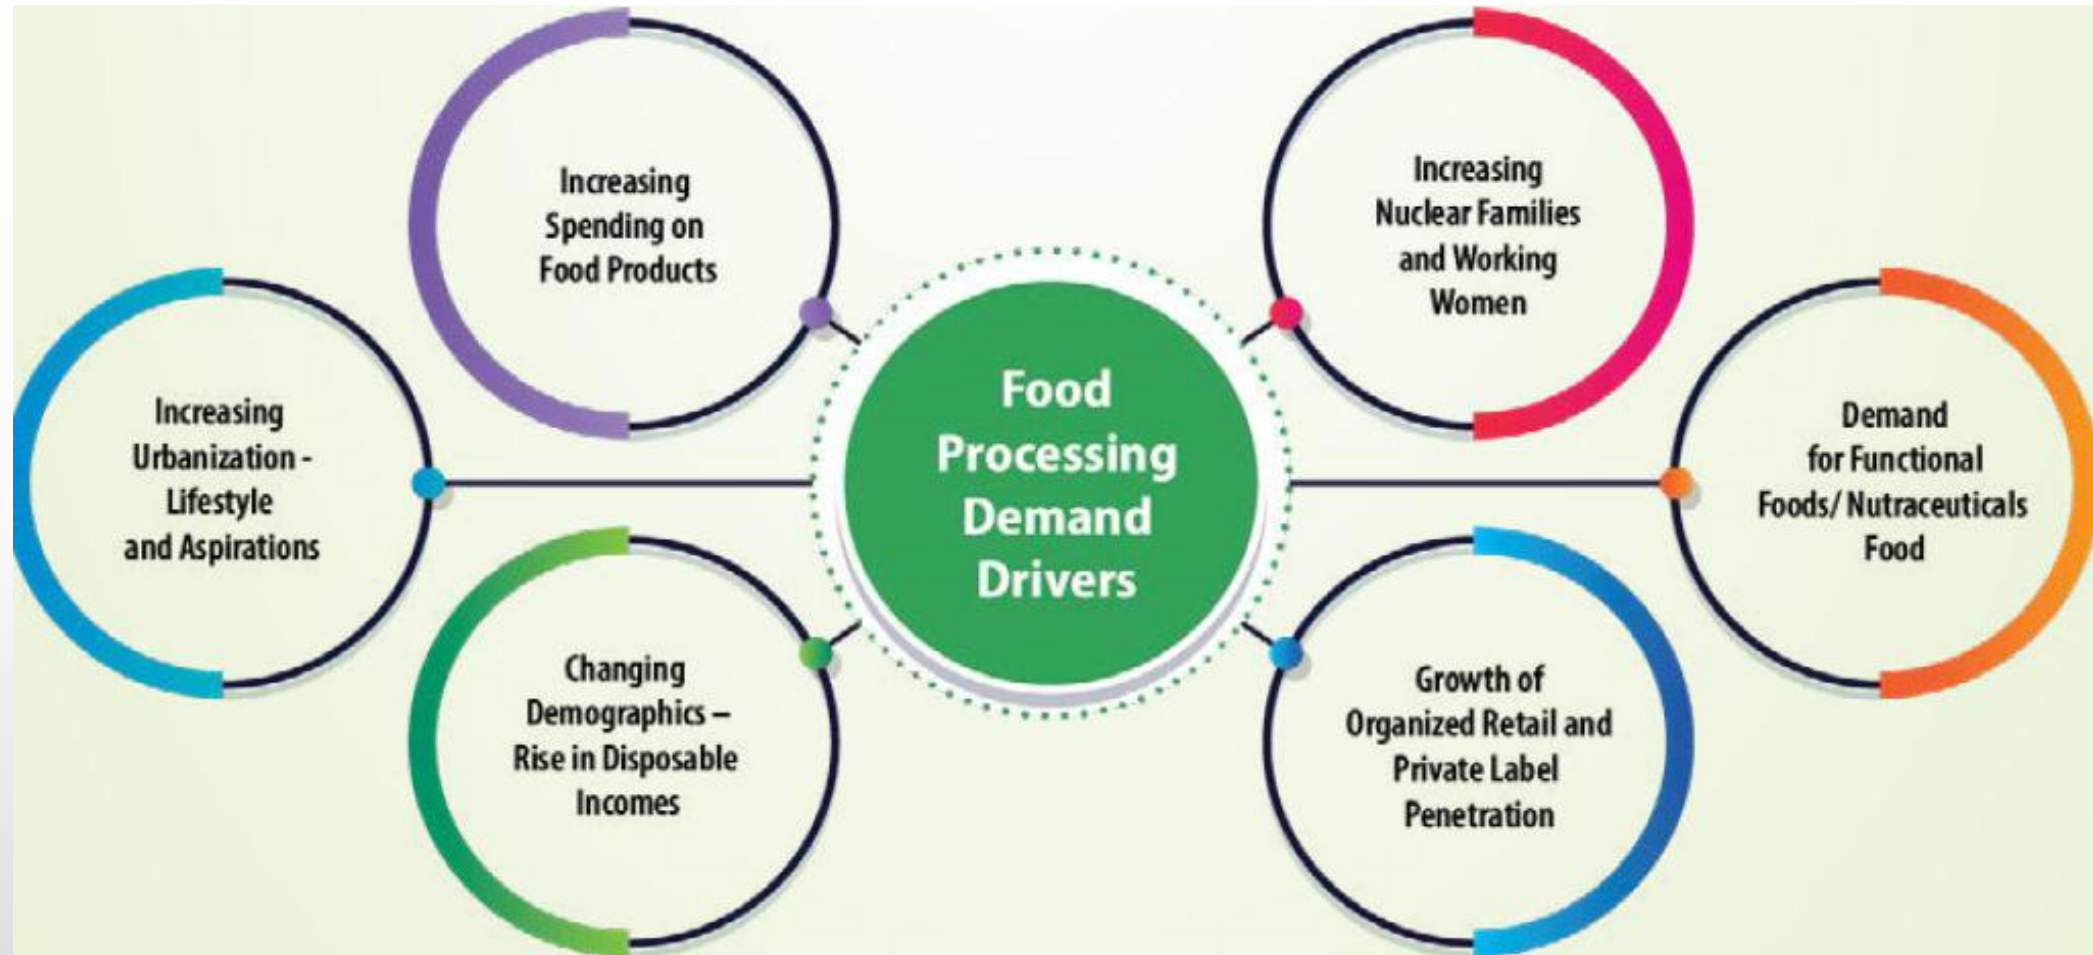 Increasing
Spending on
Food Products
Increasing
Nuclear Families
and Working
Women
Increasing
Urbanization -
Lifestyle
and Aspirations
Food
Processing
Demand
Drivers
Demand
for Functional
Foods/ Nutraceuticals
Food
Changing
Demographics –
Rise in Disposable
Incomes
Growth of
Organized Retail and
Private Label
Penetration